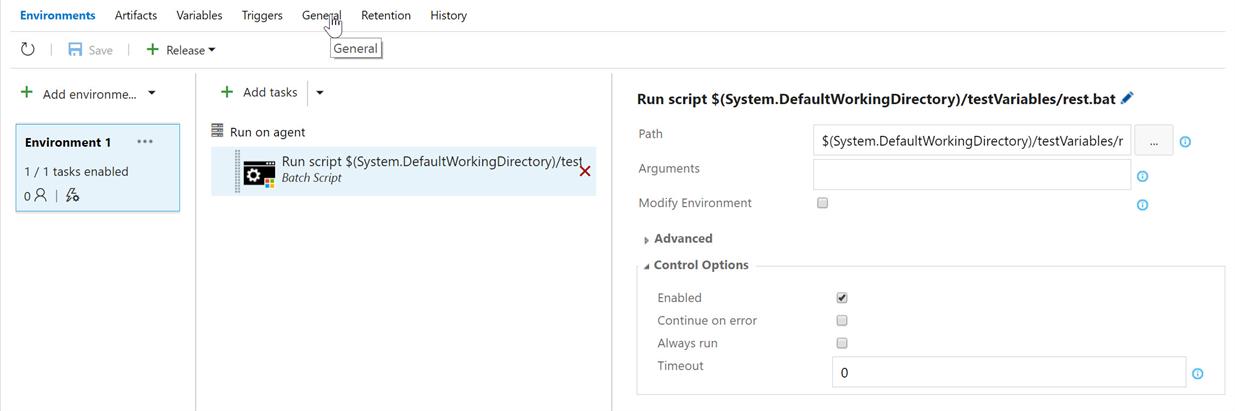 Environments Artifacts Variables Triggers General Retention History
Save Release
General
Add environme...
Environment 1 ...
1 / 1 tasks enabled
0
Add tasks
Run on agent
Run script $(System.DefaultWorkingDirectory)/test
Batch Script
Run script $(System.DefaultWorkingDirectory)/testVariables/rest.bat
Path $(System.DefaultWorkingDirectory)/testVariables/r ...
Arguments
Modify Environment
Advanced
Control Options
Enabled
Continue on error
Always run
Timeout 0